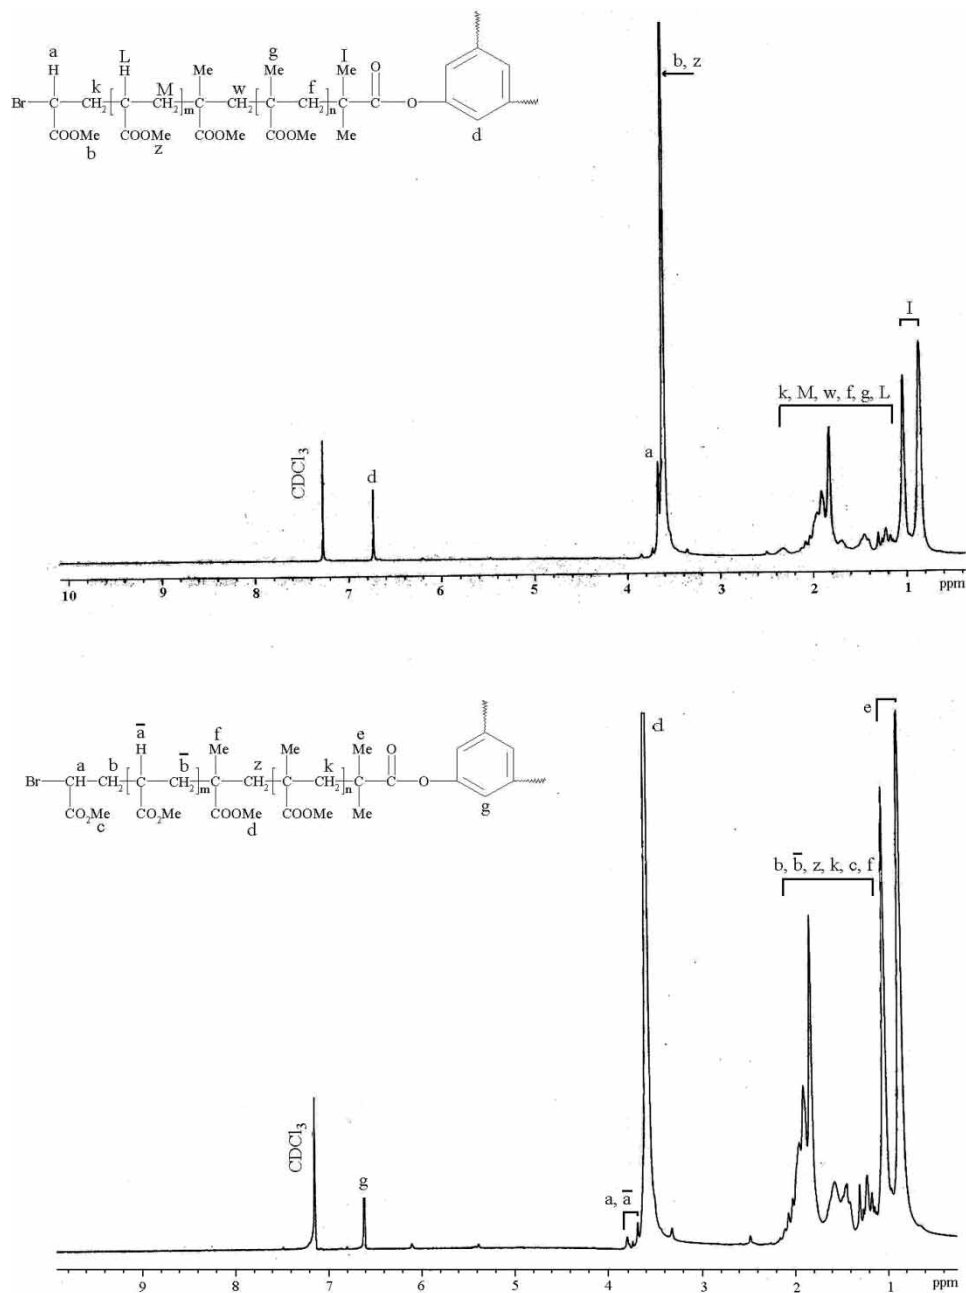 a L Me g Me I Me O
H H
Br CH₂ CH₂ CH₂ CH₂ O
k M w f
m n
COOMe COOMe COOMe COOMe Me
b z d
b, z
I
k, M, w, f, g, L
a
CDCl₃
d
10 9 8 7 6 5 4 3 2 1 ppm
a̅ f e
H Me Me Me O
Br a b CH₂ b̅ CH₂ z CH₂ k CH₂ C O
m n
CO₂Me CO₂Me COOMe COOMe Me
c d g
d
e
b, b̅, z, k, c, f
CDCl₃
g
a, a̅
9 8 7 6 5 4 3 2 1 ppm